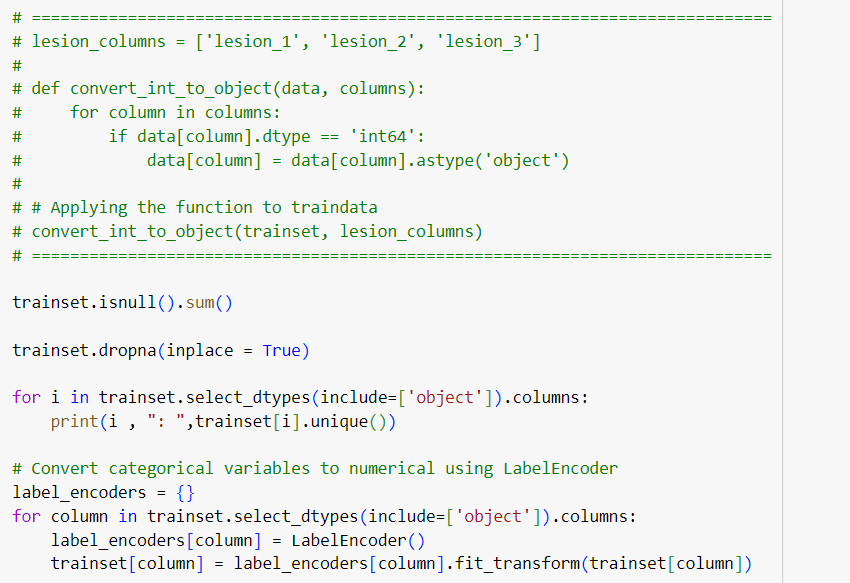 # =============================================================================
# lesion_columns = ['lesion_1', 'lesion_2', 'lesion_3']
#
# def convert_int_to_object(data, columns):
#     for column in columns:
#         if data[column].dtype == 'int64':
#             data[column] = data[column].astype('object')
#
# # Applying the function to traindata
# convert_int_to_object(trainset, lesion_columns)
# =============================================================================
trainset.isnull().sum()
trainset.dropna(inplace = True)
for i in trainset.select_dtypes(include=['object']).columns:
    print(i , ": ",trainset[i].unique())
# Convert categorical variables to numerical using LabelEncoder
label_encoders = {}
for column in trainset.select_dtypes(include=['object']).columns:
    label_encoders[column] = LabelEncoder()
    trainset[column] = label_encoders[column].fit_transform(trainset[column])